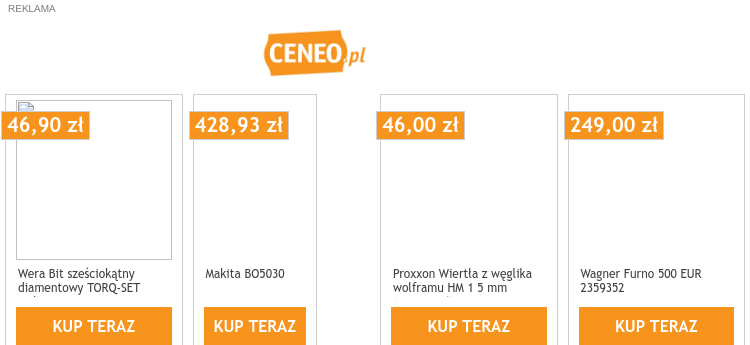 REKLAMA
CENEO.pl
46,90 zł
428,93 zł
46,00 zł
249,00 zł
Wera Bit sześciokątny
diamentowy TORQ-SET
Makita BO5030
Proxxon Wiertła z węglika
wolframu HM 1 5 mm
Wagner Furno 500 EUR
2359352
KUP TERAZ
KUP TERAZ
KUP TERAZ
KUP TERAZ